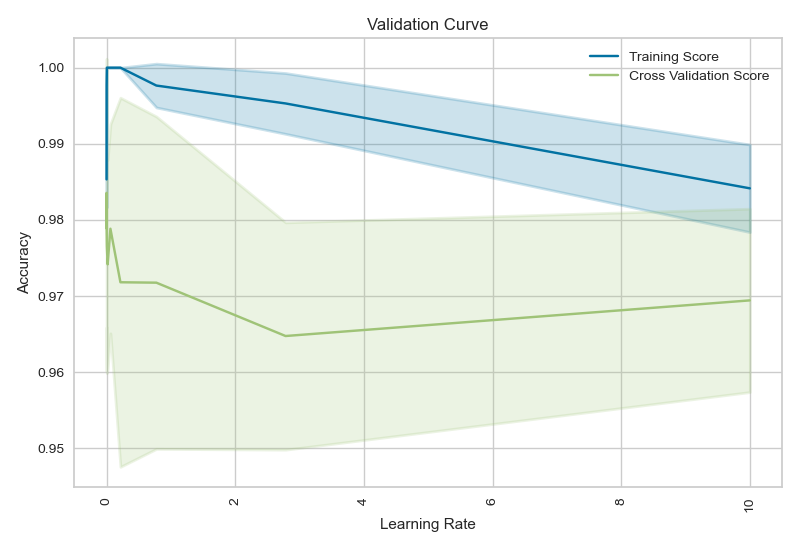 Validation Curve
Training Score
Cross Validation Score
1.00
0.99
0.98
0.97
0.96
0.95
Accuracy
0
2
4
6
8
10
Learning Rate